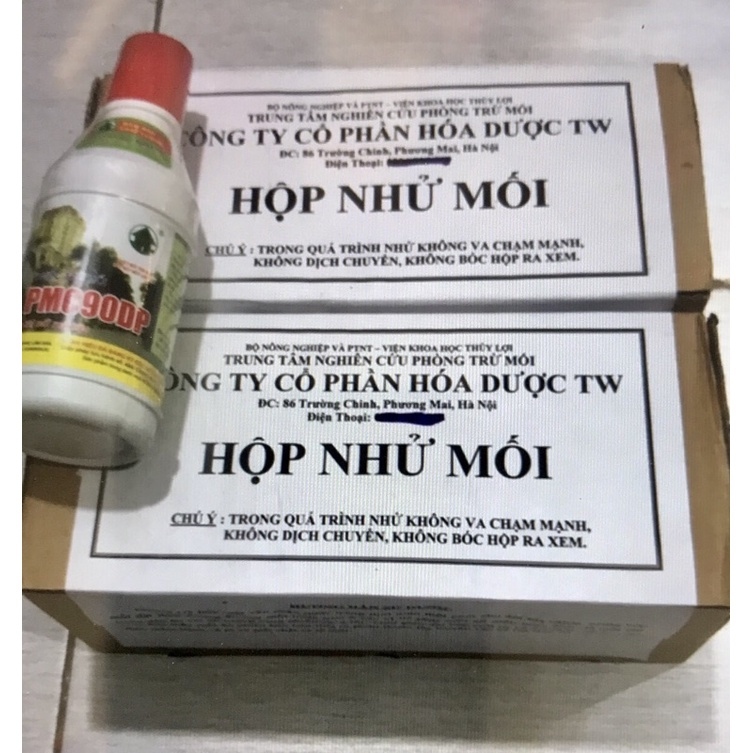 BỘ NÔNG NGHIỆP VÀ PTNT - VIỆN KHOA HỌC THỦY LỢI
TRUNG TÂM NGHIÊN CỨU PHÒNG TRỪ MỐI
CÔNG TY CỔ PHẦN HÓA DƯỢC TW
ĐC: 86 Trường Chinh, Phương Mai, Hà Nội
Điện Thoại:
HỘP NHỬ MỐI
CHÚ Ý : TRONG QUÁ TRÌNH NHỬ KHÔNG VA CHẠM MẠNH,
KHÔNG DỊCH CHUYỂN, KHÔNG BÓC HỘP RA XEM.
PMC90DP
BỘ NÔNG NGHIỆP VÀ PTNT - VIỆN KHOA HỌC THỦY LỢI
TRUNG TÂM NGHIÊN CỨU PHÒNG TRỪ MỐI
ÔNG TY CỔ PHẦN HÓA DƯỢC TW
ĐC: 86 Trường Chinh, Phương Mai, Hà Nội
Điện Thoại:
HỘP NHỬ MỐI
CHÚ Ý : TRONG QUÁ TRÌNH NHỬ KHÔNG VA CHẠM MẠNH,
KHÔNG DỊCH CHUYỂN, KHÔNG BÓC HỘP RA XEM.